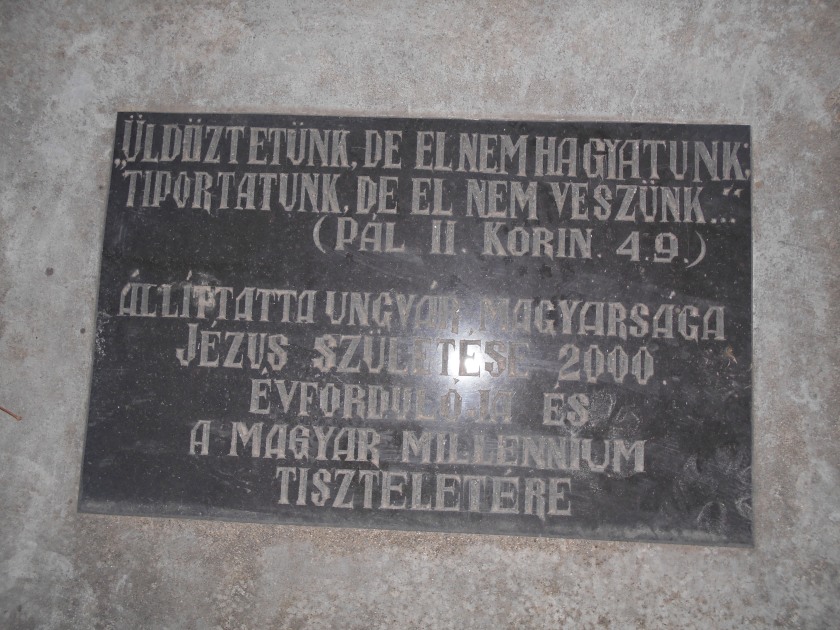 „ÜLDÖZTETÜNK, DE EL NEM HAGYATUNK;
TIPORTATUNK, DE EL NEM VESZÜNK..."
(PÁL II. KORIN. 4.9.)
ÁLLÍTTATTA UNGVÁR MAGYARSÁGA
JÉZUS SZÜLETÉSE 2000.
ÉVFORDULÓJA ÉS
A MAGYAR MILLENNIUM
TISZTELETÉRE